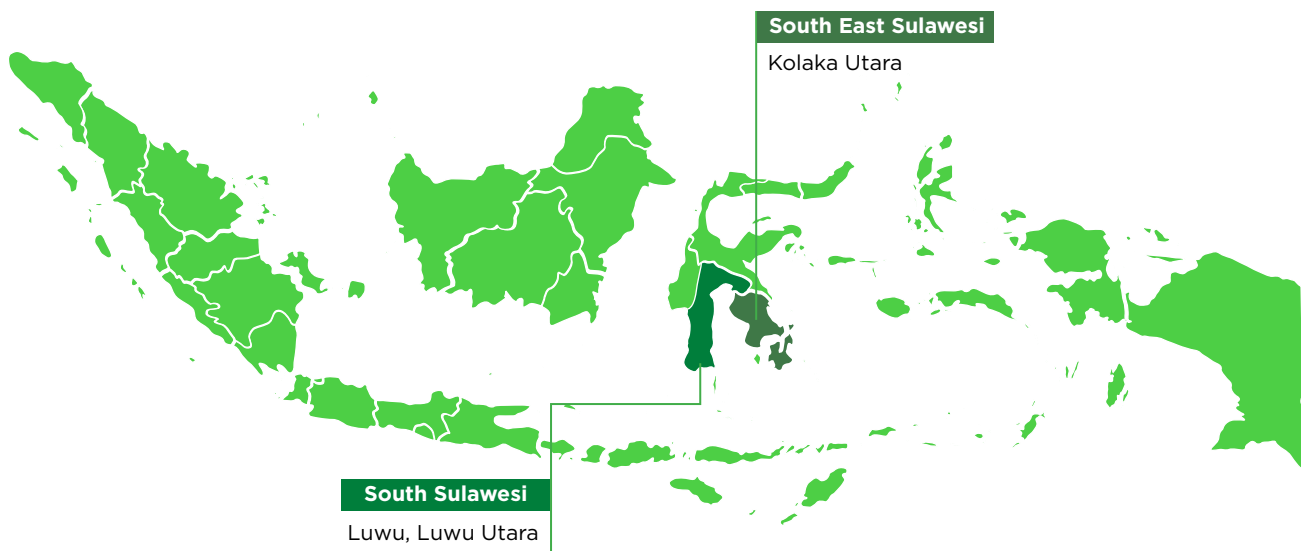 South East Sulawesi
Kolaka Utara
South Sulawesi
Luwu, Luwu Utara